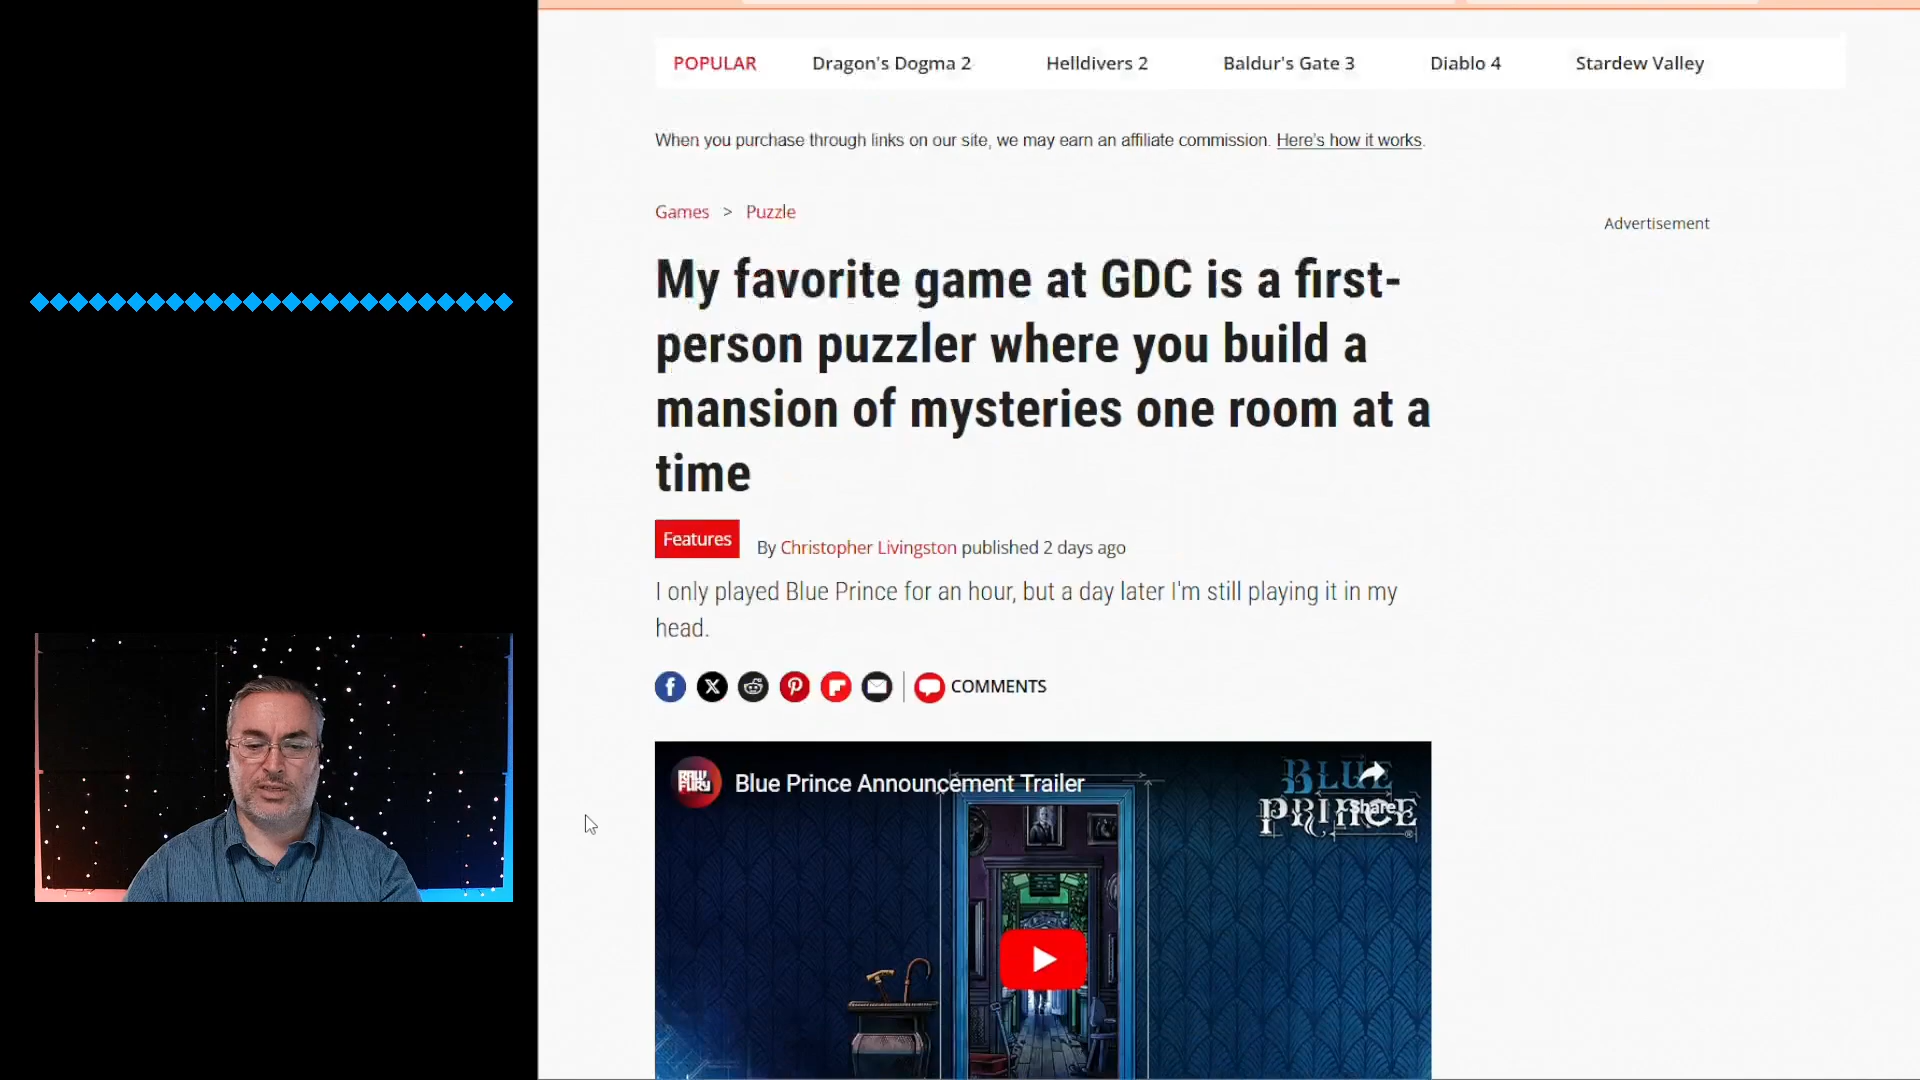 POPULAR Dragon's Dogma 2 Helldivers 2 Baldur's Gate 3 Diablo 4 Stardew Valley
When you purchase through links on our site, we may earn an affiliate commission. Here's how it works.
Games > Puzzle
Advertisement
My favorite game at GDC is a first-
person puzzler where you build a
mansion of mysteries one room at a
time
Features By Christopher Livingston published 2 days ago
I only played Blue Prince for an hour, but a day later I'm still playing it in my
head.
COMMENTS
RAW
FURY
Blue Prince Announcement Trailer
BLUE
PRINCE
Share